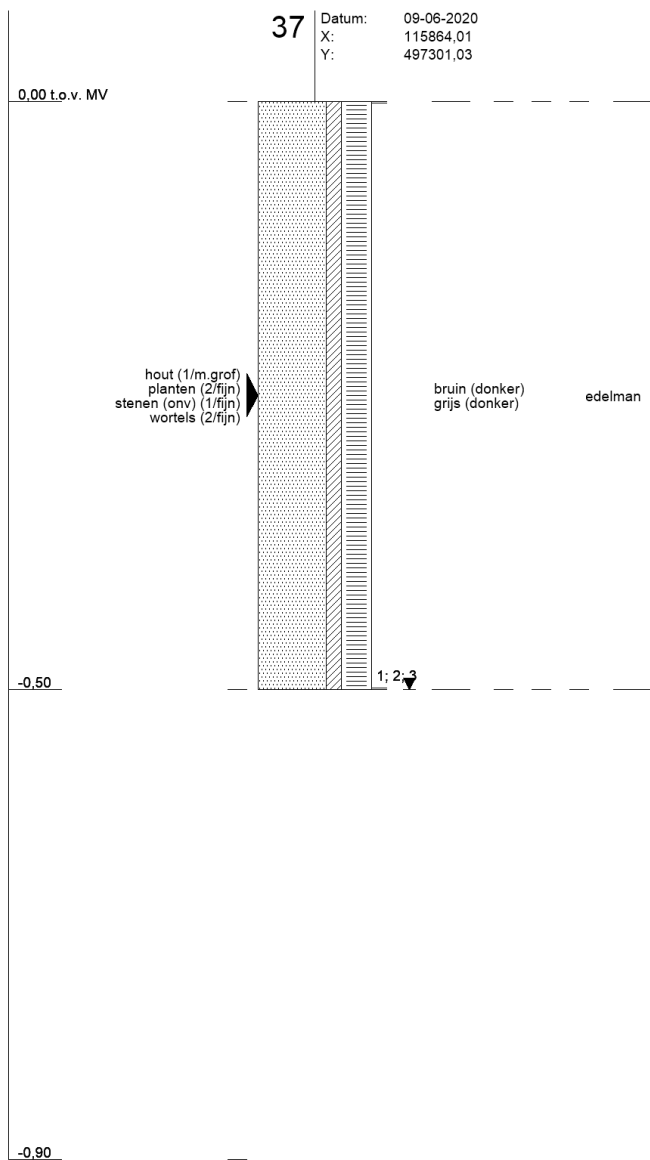 37
Datum: 09-06-2020
X: 115864,01
Y: 497301,03
0,00 t.o.v. MV
hout (1/m.grof)
planten (2/fijn)
stenen (onv) (1/fijn)
wortels (2/fijn)
bruin (donker)
grijs (donker)
edelman
1; 2; 3
-0,50
-0,90